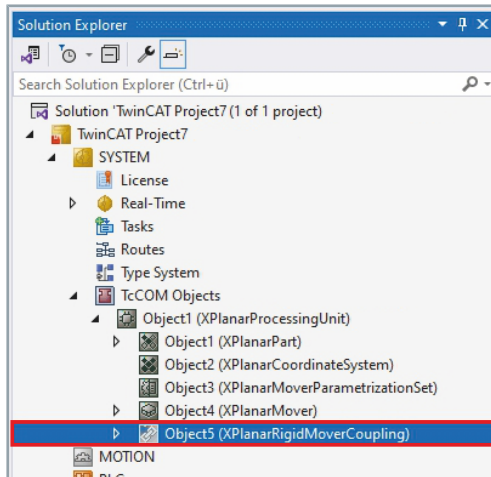 Solution Explorer
Search Solution Explorer (Ctrl+ü)
Solution 'TwinCAT Project7' (1 of 1 project)
TwinCAT Project7
SYSTEM
License
Real-Time
Tasks
Routes
Type System
TcCOM Objects
Object1 (XPlanarProcessingUnit)
Object1 (XPlanarPart)
Object2 (XPlanarCoordinateSystem)
Object3 (XPlanarMoverParametrizationSet)
Object4 (XPlanarMover)
Object5 (XPlanarRigidMoverCoupling)
MOTION